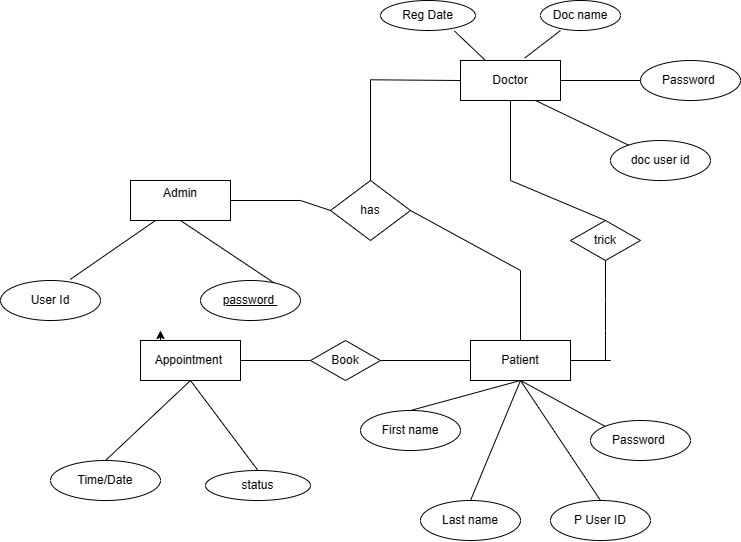 Reg Date
Doc name
Doctor
Password
doc user id
Admin
has
trick
User Id
password
Appointment
Book
Patient
First name
Password
Time/Date
status
Last name
P User ID